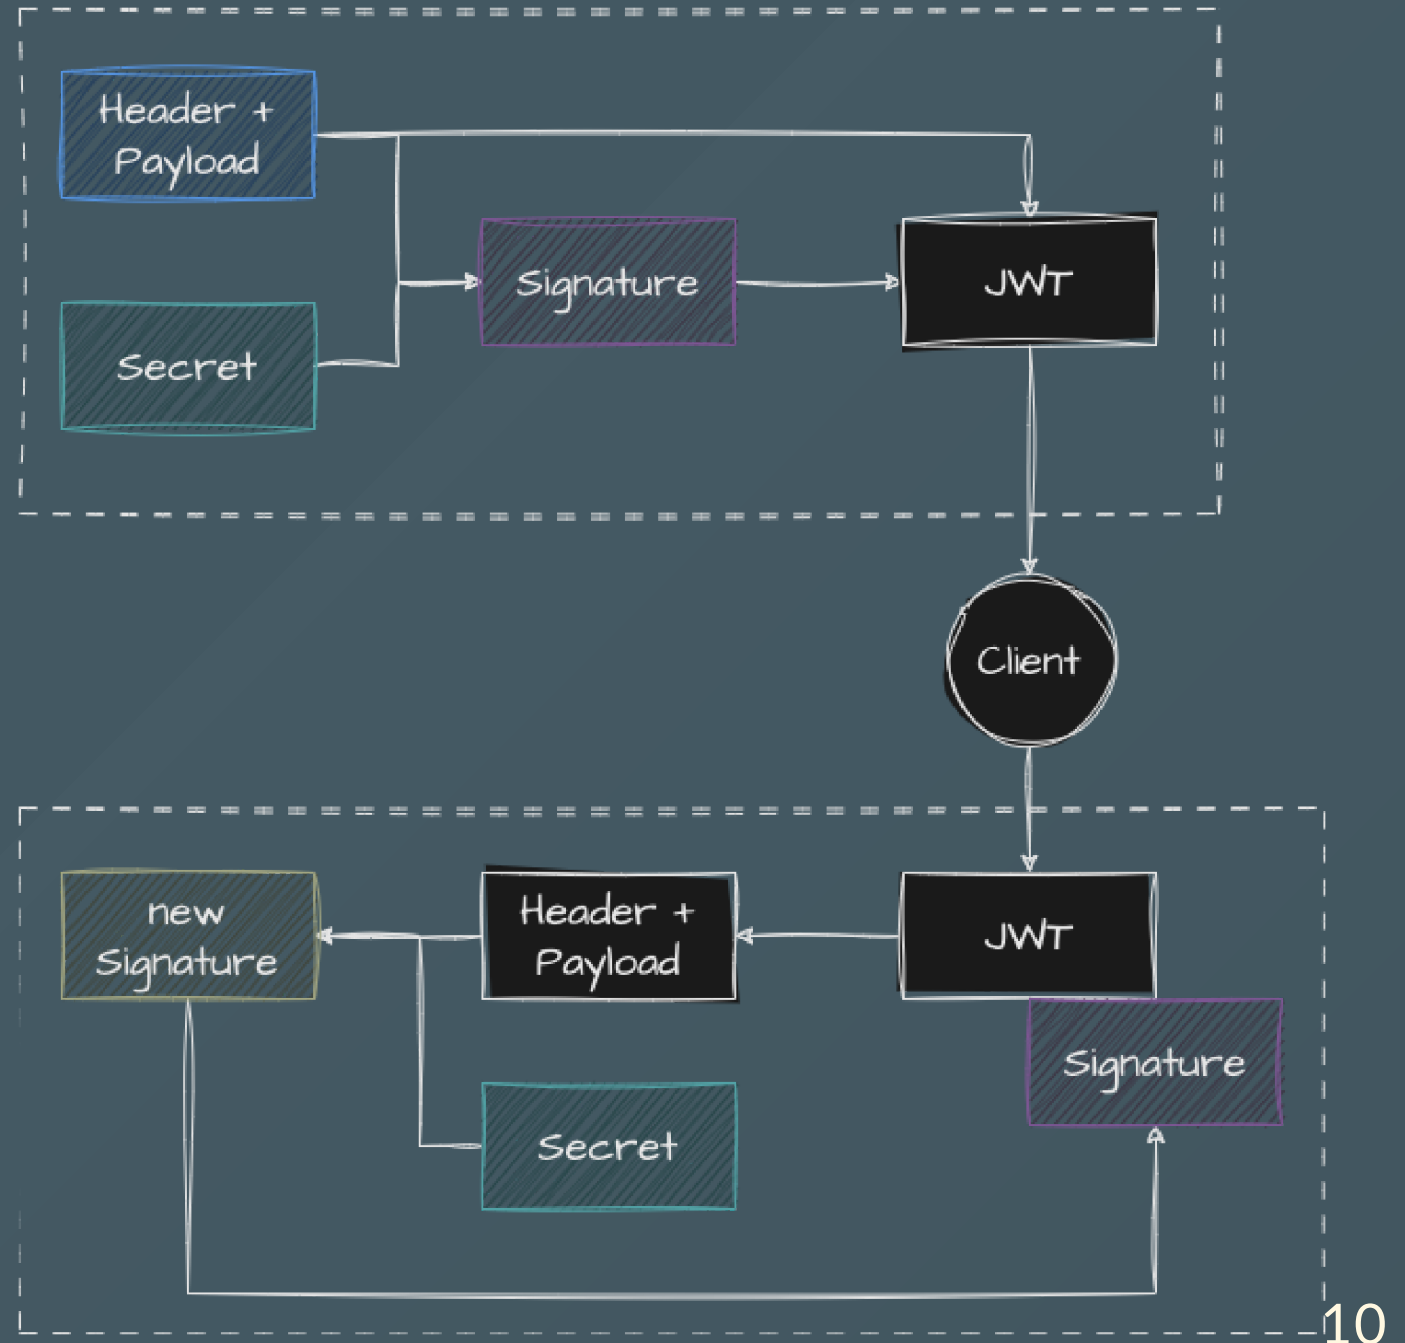 Header +
Payload
Signature
JWT
Secret
Client
new
Signature
Header +
Payload
JWT
Signature
Secret
10